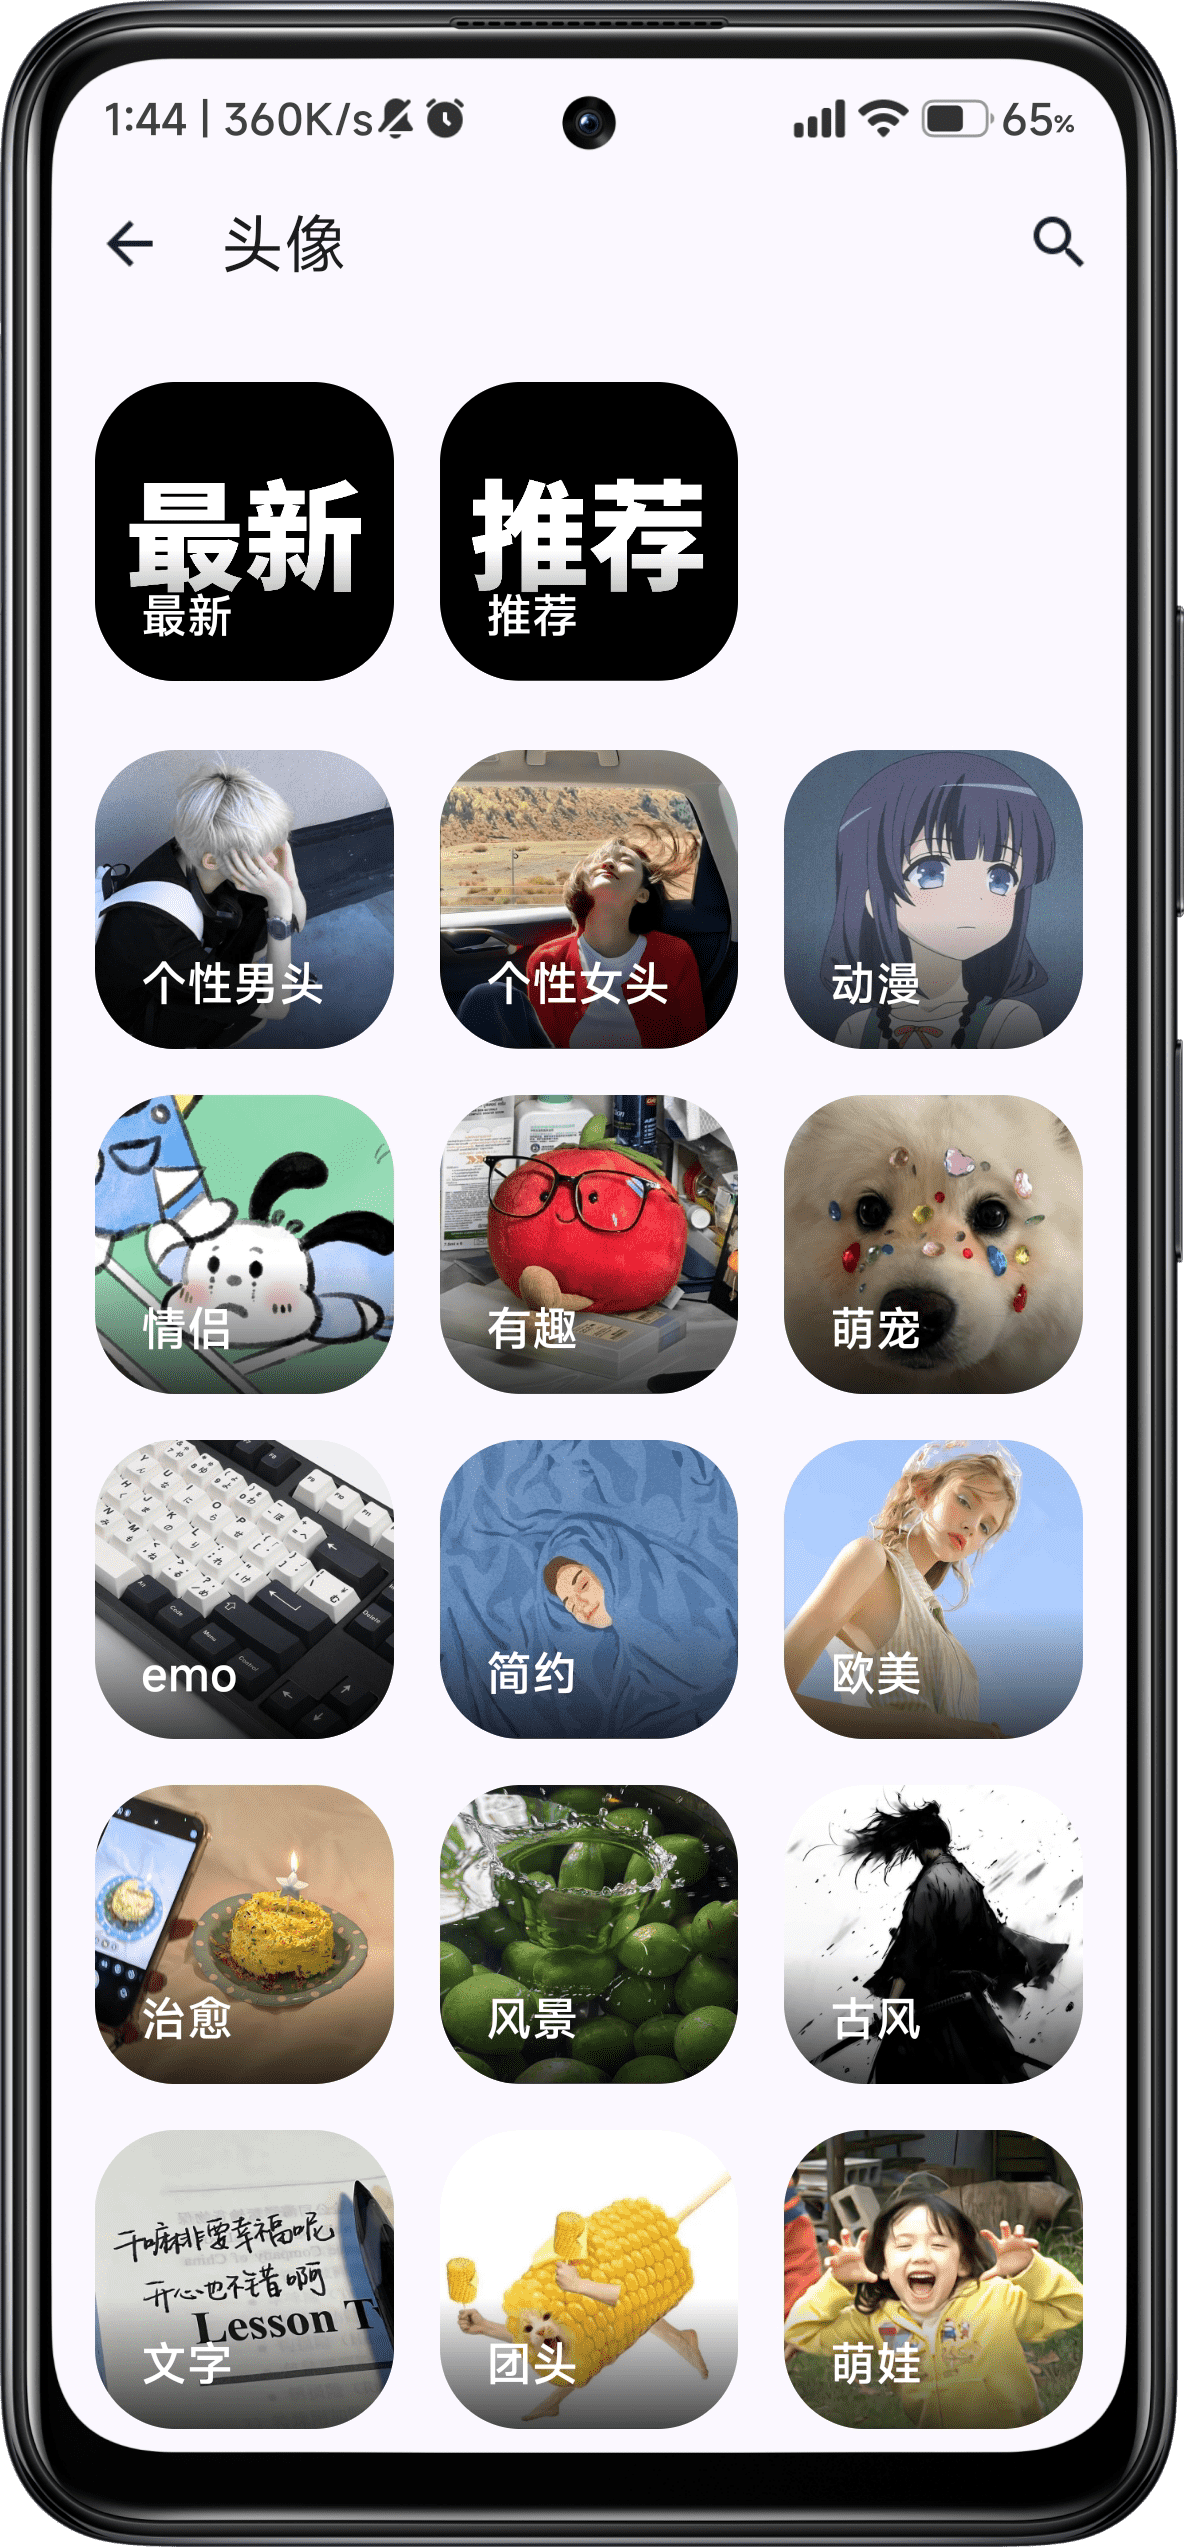 1:44 | 360K/s
65%
头像
最新
最新
推荐
推荐
个性男头
个性女头
动漫
情侣
有趣
萌宠
emo
简约
欧美
治愈
风景
古风
干嘛非要幸福呢
开心也不错啊
Lesson T
文字
团头
萌娃